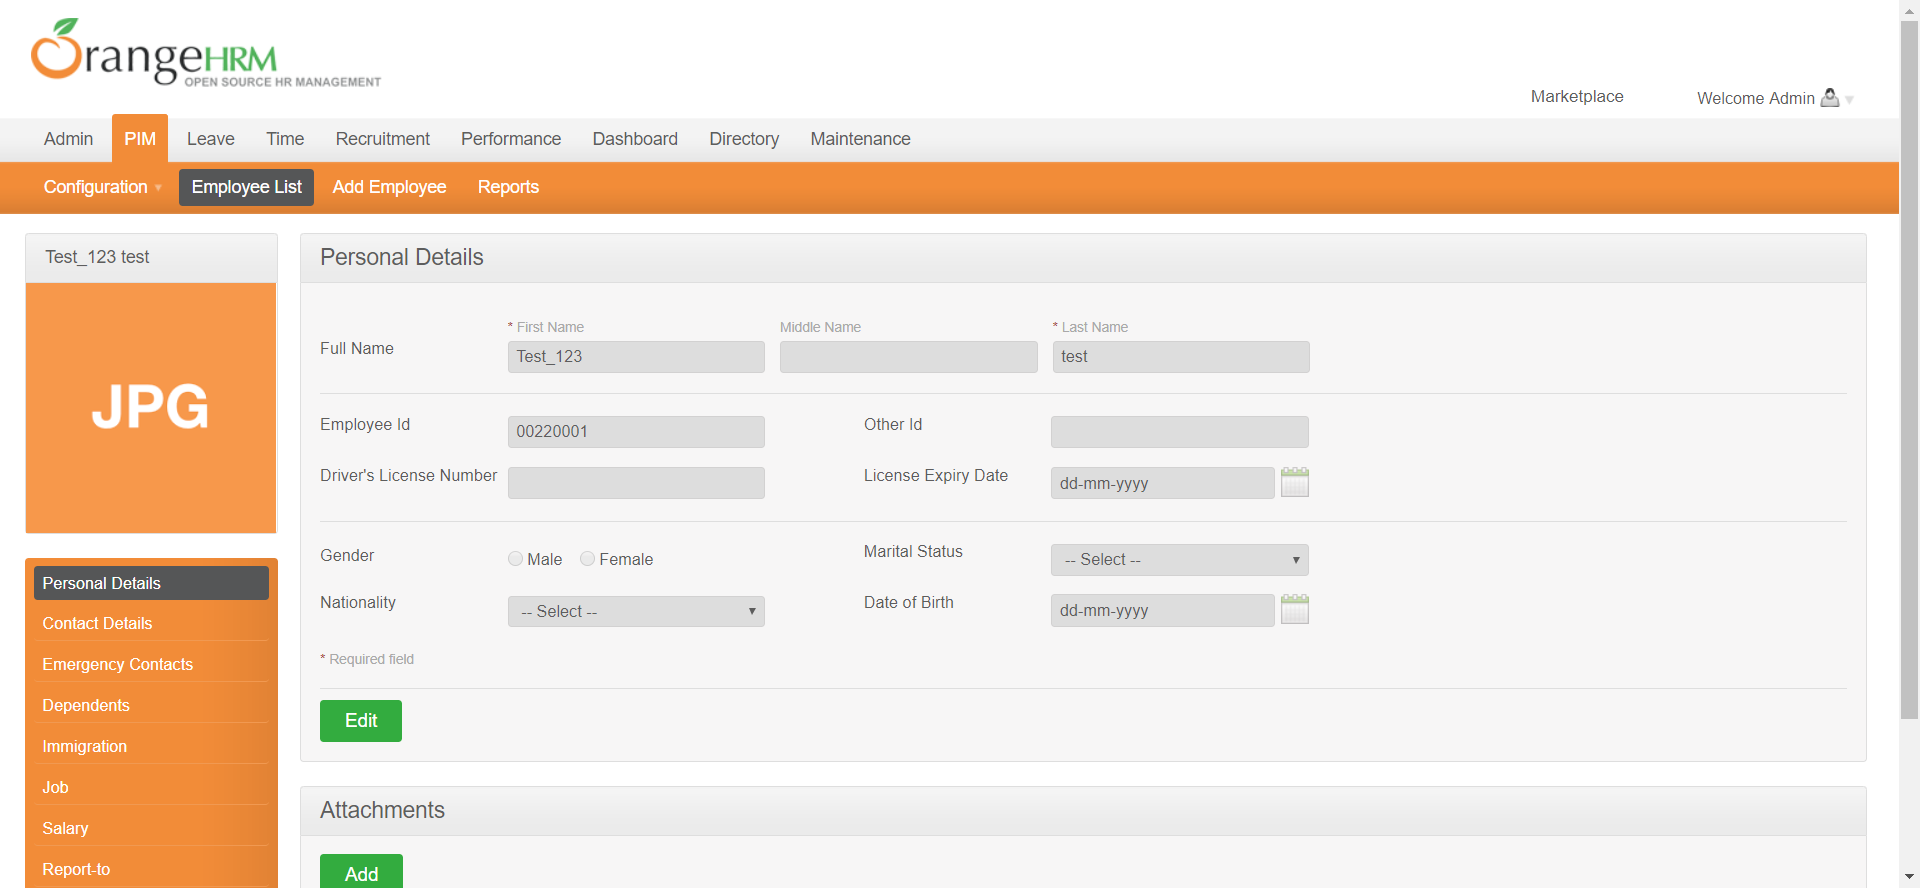 OrangeHRM
OPEN SOURCE HR MANAGEMENT
Marketplace
Welcome Admin
Admin PIM Leave Time Recruitment Performance Dashboard Directory Maintenance
Configuration Employee List Add Employee Reports
Test_123 test
JPG
Personal Details
Contact Details
Emergency Contacts
Dependents
Immigration
Job
Salary
Report-to
Personal Details
* First Name Middle Name * Last Name
Full Name
Test_123 test
Employee Id 00220001 Other Id
Driver's License Number License Expiry Date dd-mm-yyyy
Gender Male Female Marital Status -- Select --
Nationality -- Select -- Date of Birth dd-mm-yyyy
* Required field
Edit
Attachments
Add